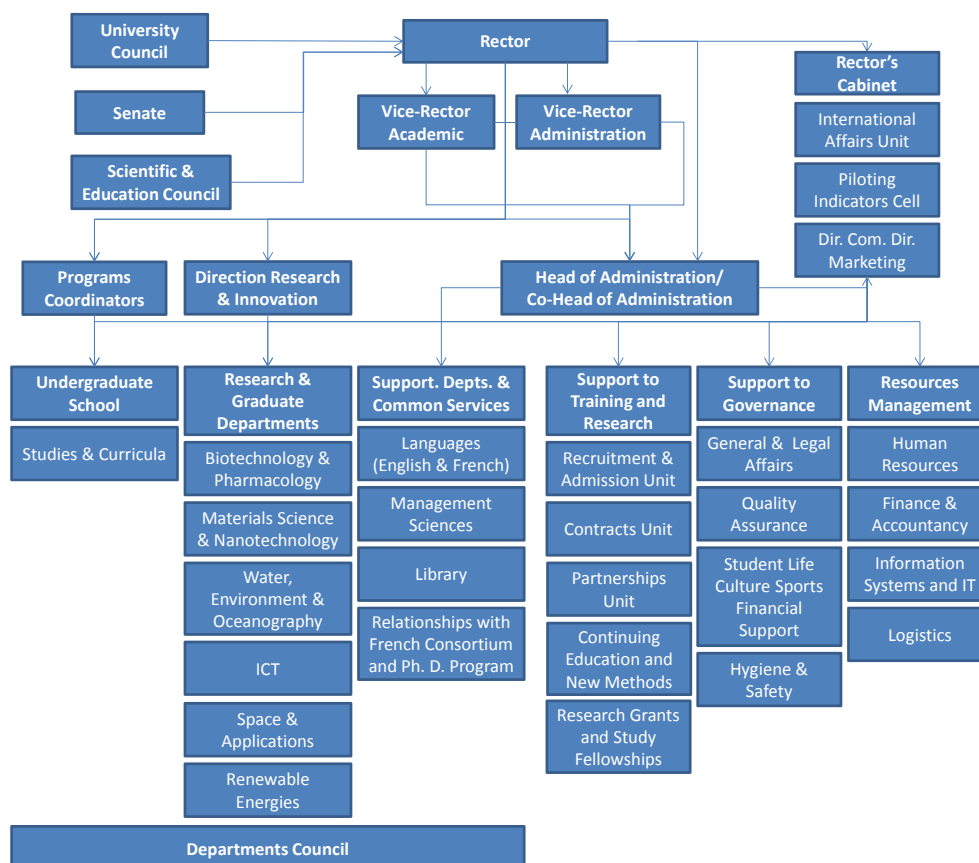 University
Council
Rector
Rector's
Cabinet
Senate
Vice-Rector
Academic
Vice-Rector
Administration
International
Affairs Unit
Scientific &
Education Council
Piloting
Indicators Cell
Dir. Com. Dir.
Marketing
Programs
Coordinators
Direction Research
& Innovation
Head of Administration/
Co-Head of Administration
Undergraduate
School
Studies & Curricula
Research &
Graduate
Departments
Biotechnology &
Pharmacology
Materials Science
& Nanotechnology
Water,
Environment &
Oceanography
ICT
Space &
Applications
Renewable
Energies
Support. Depts. &
Common Services
Languages
(English & French)
Management
Sciences
Library
Relationships with
French Consortium
and Ph. D. Program
Support to
Training and
Research
Recruitment &
Admission Unit
Contracts Unit
Partnerships
Unit
Continuing
Education and
New Methods
Research Grants
and Study
Fellowships
Support to
Governance
General &  Legal
Affairs
Quality
Assurance
Student Life
Culture Sports
Financial
Support
Hygiene &
Safety
Resources
Management
Human
Resources
Finance &
Accountancy
Information
Systems and IT
Logistics
Departments Council